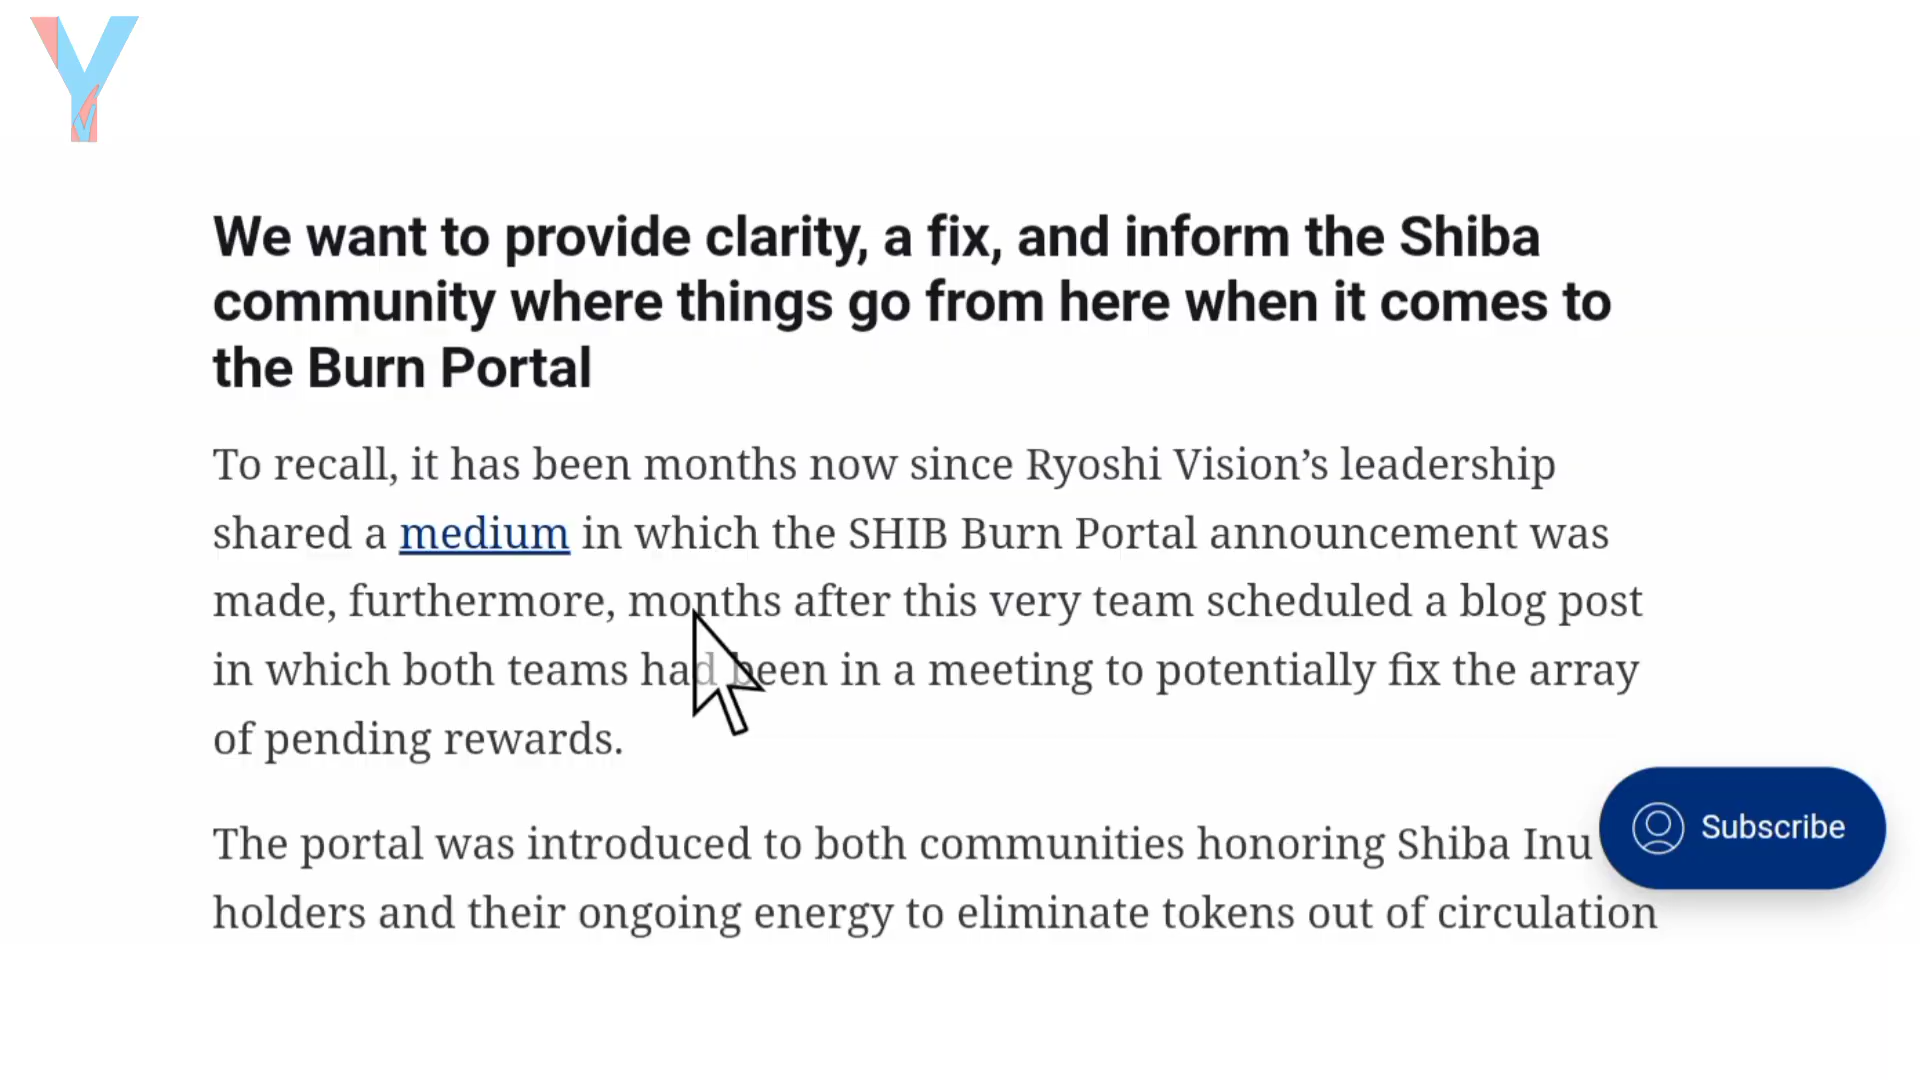 We want to provide clarity, a fix, and inform the Shiba
community where things go from here when it comes to
the Burn Portal
To recall, it has been months now since Ryoshi Vision’s leadership
shared a medium in which the SHIB Burn Portal announcement was
made, furthermore, months after this very team scheduled a blog post
in which both teams had been in a meeting to potentially fix the array
of pending rewards.
The portal was introduced to both communities honoring Shiba Inu
holders and their ongoing energy to eliminate tokens out of circulation
Subscribe